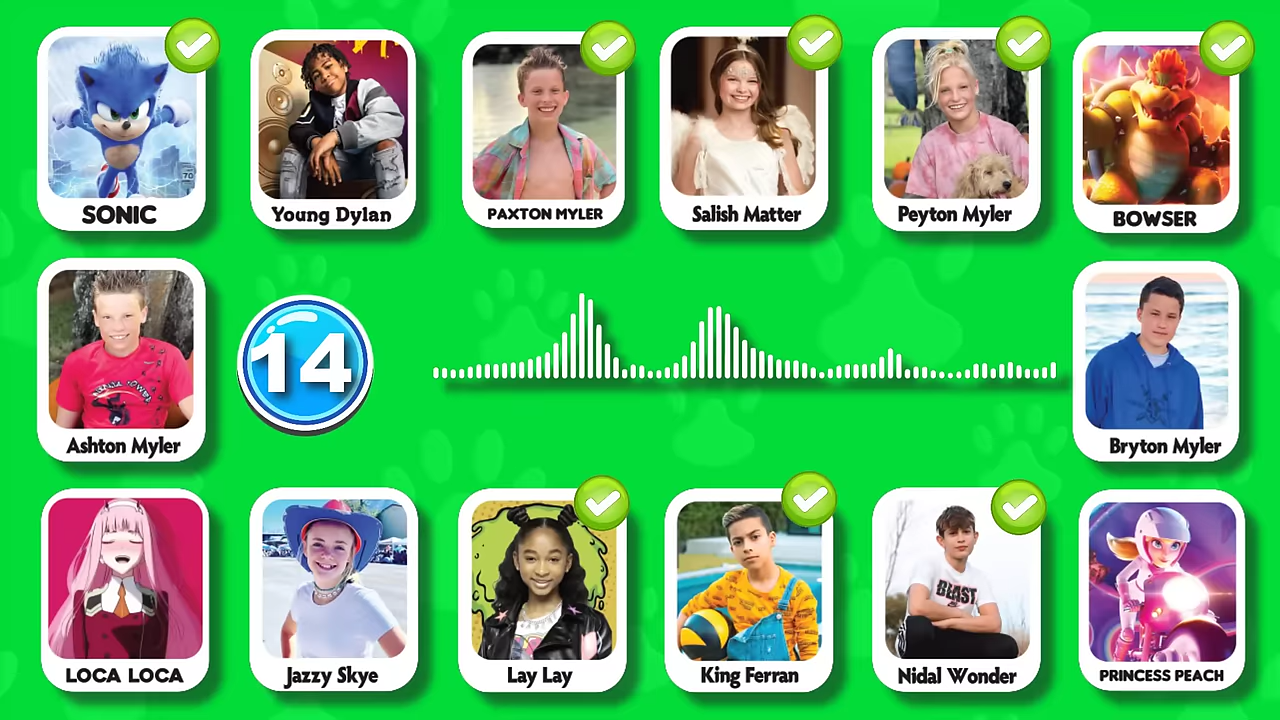 SONIC
Young Dylan
PAXTON MYLER
Salish Matter
Peyton Myler
BOWSER
Ashton Myler
14
Bryton Myler
LOCA LOCA
Jazzy Skye
Lay Lay
King Ferran
BEAST
Nidal Wonder
PRINCESS PEACH